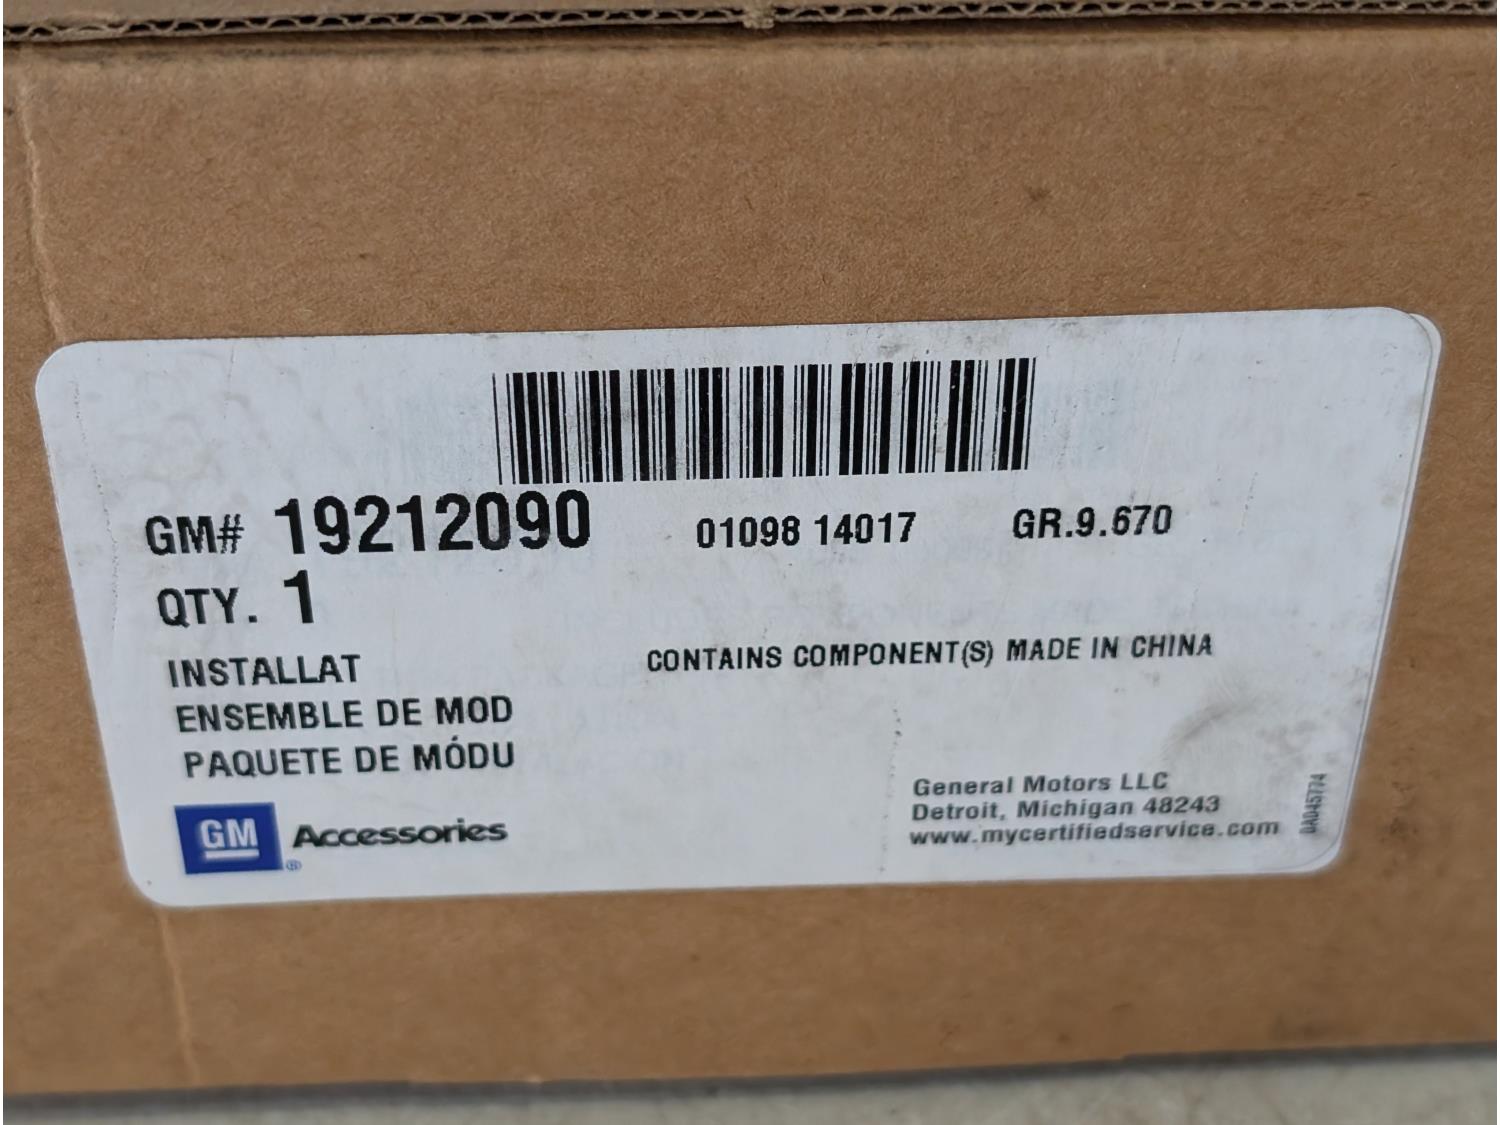 GM# 19212090 01098 14017 GR.9.670
QTY. 1
INSTALLAT CONTAINS COMPONENT(S) MADE IN CHINA
ENSEMBLE DE MOD
PAQUETE DE MÓDU
GM® Accessories
General Motors LLC
Detroit, Michigan 48243
www.mycertifiedservice.com
DA045774